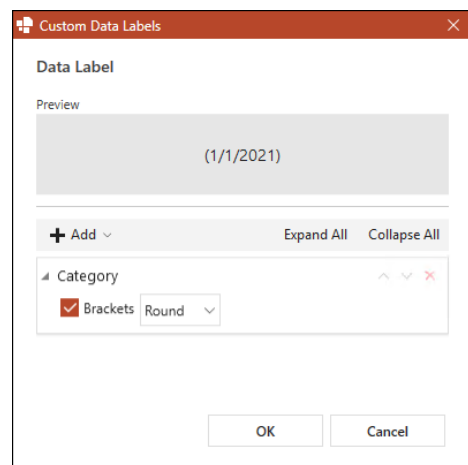 Custom Data Labels
Data Label
Preview
(1/1/2021)
Add
Expand All Collapse All
Category
Brackets Round
OK Cancel